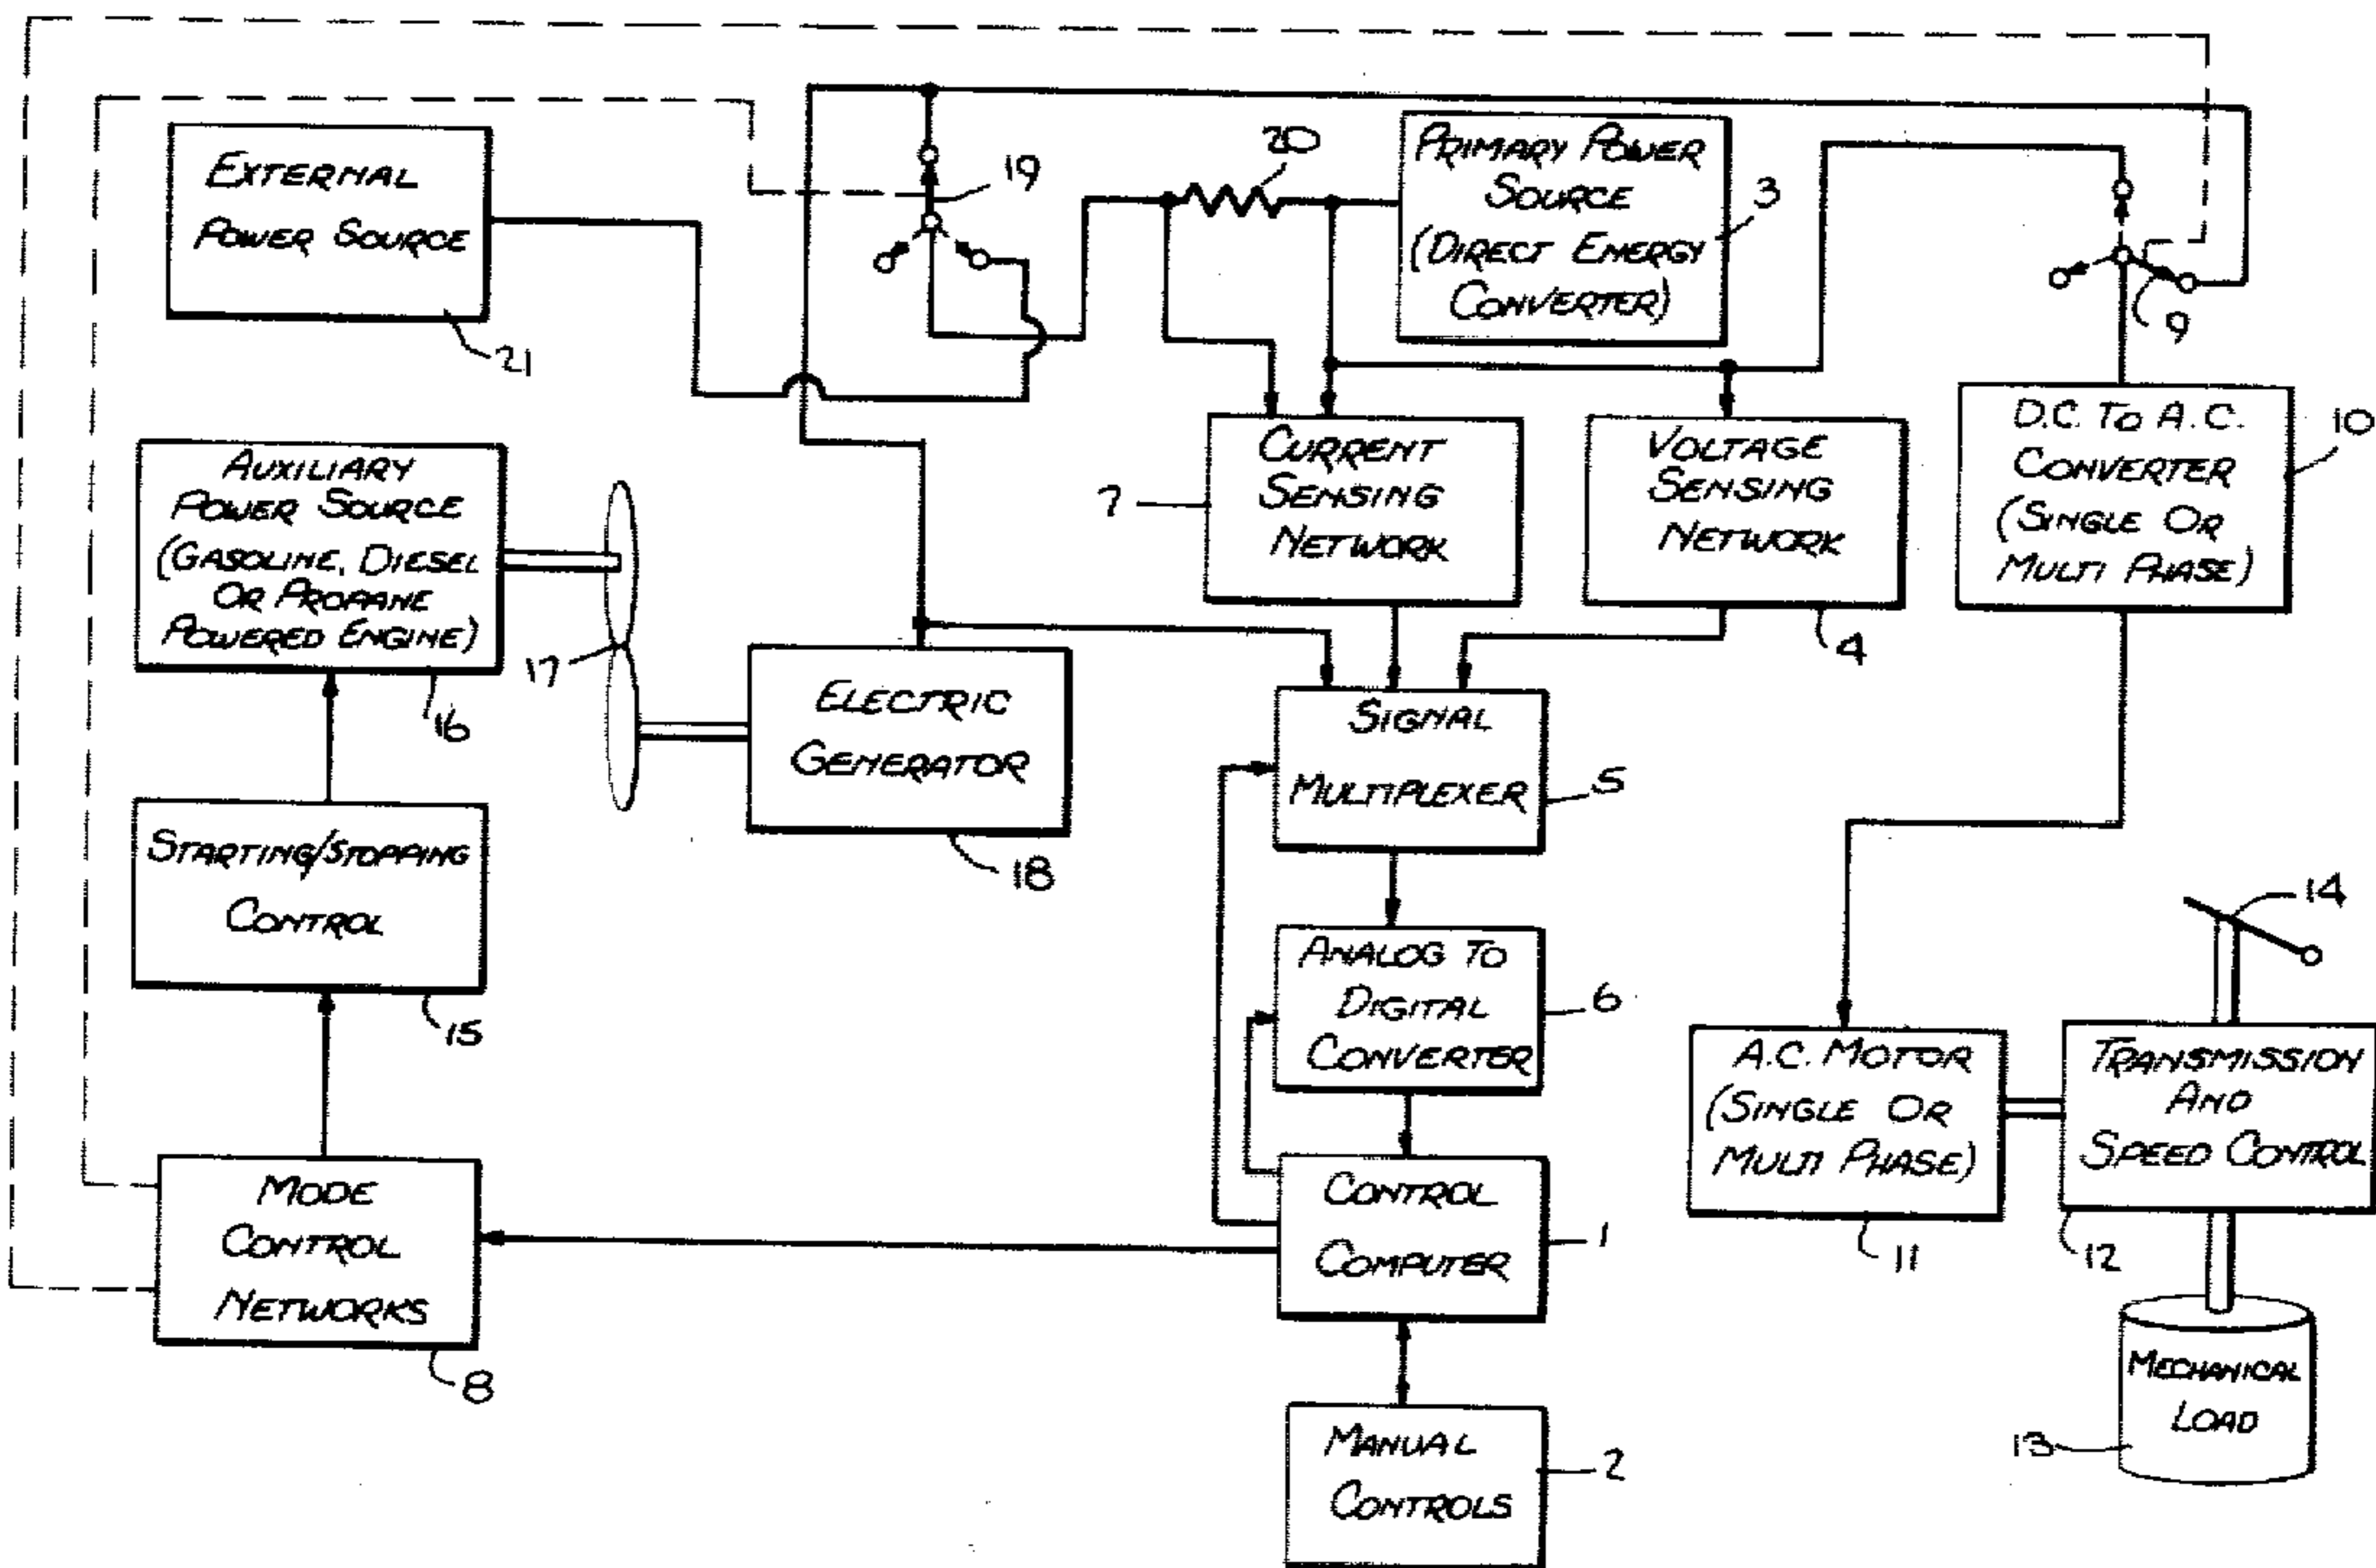 EXTERNAL
POWER SOURCE
21
19
20
PRIMARY POWER
SOURCE
(DIRECT ENERGY
CONVERTER)
3
9
AUXILIARY
POWER SOURCE
(GASOLINE, DIESEL
OR PROPANE
POWERED ENGINE)
16
17
CURRENT
SENSING
NETWORK
7
VOLTAGE
SENSING
NETWORK
4
D.C. TO A.C.
CONVERTER
(SINGLE OR
MULTI PHASE)
10
ELECTRIC
GENERATOR
18
SIGNAL
MULTIPLEXER
5
STARTING/STOPPING
CONTROL
15
ANALOG TO
DIGITAL
CONVERTER
6
14
A.C. MOTOR
(SINGLE OR
MULTI PHASE)
11
TRANSMISSION
AND
SPEED CONTROL
12
MODE
CONTROL
NETWORKS
8
CONTROL
COMPUTER
1
MECHANICAL
LOAD
13
MANUAL
CONTROLS
2